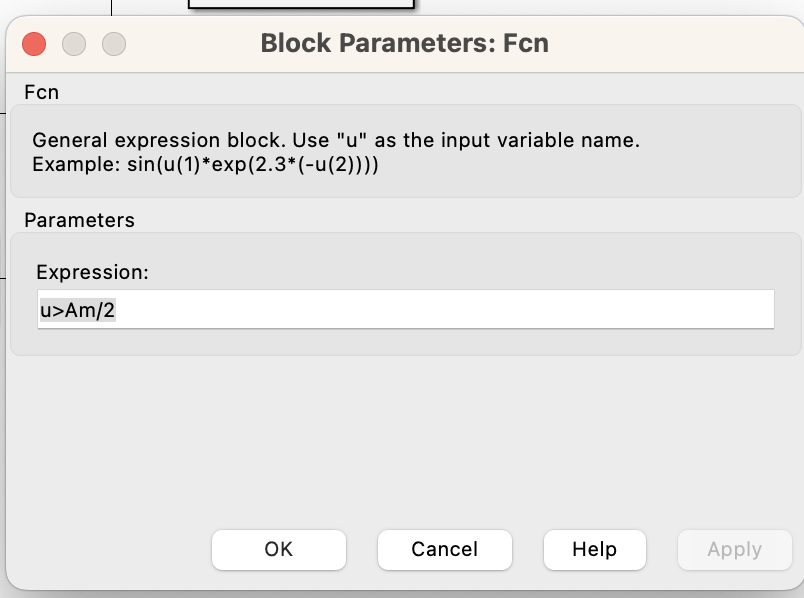 Block Parameters: Fcn
Fcn
General expression block. Use "u" as the input variable name.
Example: sin(u(1)*exp(2.3*(-u(2))))
Parameters
Expression:
u>Am/2
OK Cancel Help Apply